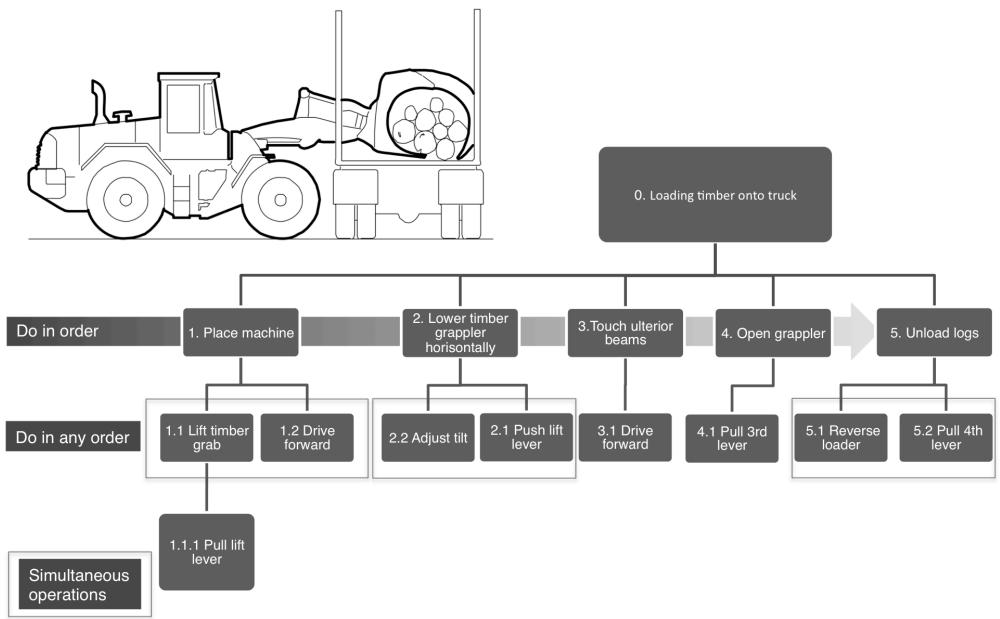 0. Loading timber onto truck
Do in order
1. Place machine
2. Lower timber
grappler
horisontally
3.Touch ulterior
beams
4. Open grappler
5. Unload logs
Do in any order
1.1 Lift timber
grab
1.2 Drive
forward
2.2 Adjust tilt
2.1 Push lift
lever
3.1 Drive
forward
4.1 Pull 3rd
lever
5.1 Reverse
loader
5.2 Pull 4th
lever
1.1.1 Pull lift
lever
Simultaneous
operations